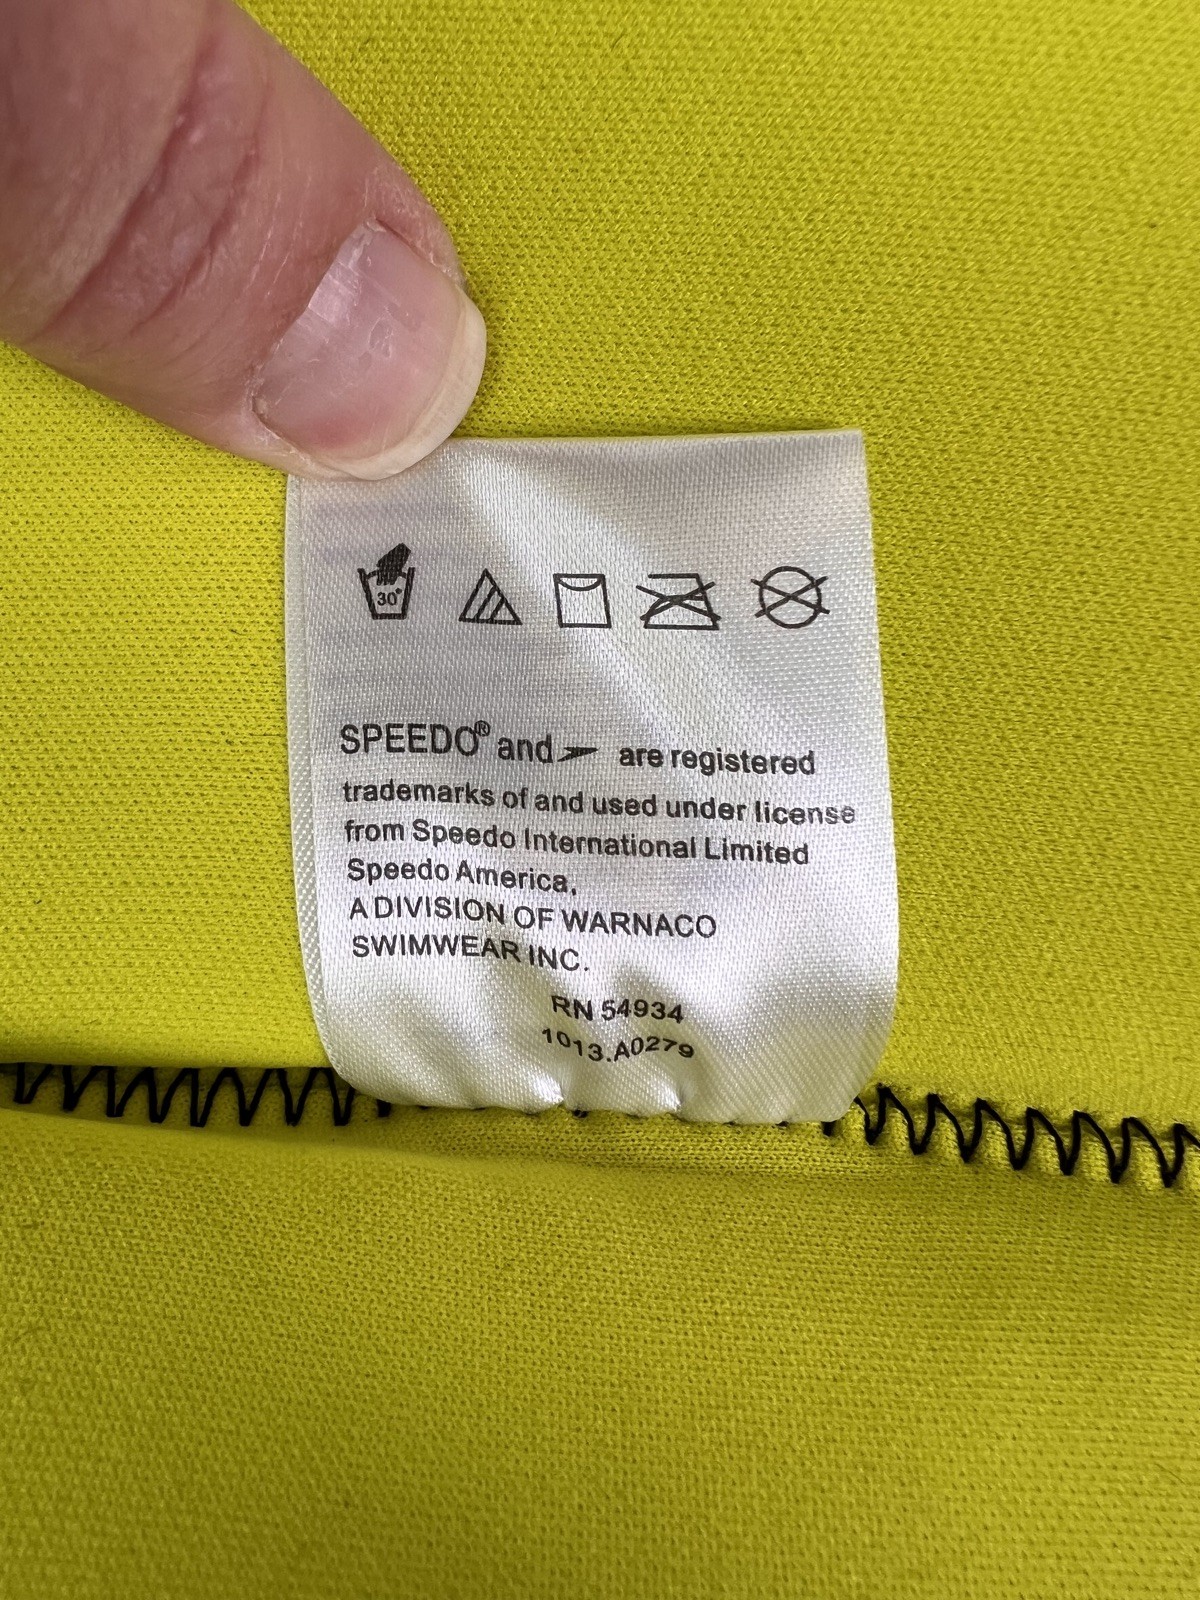 30°
SPEEDO® and are registered
trademarks of and used under license
from Speedo International Limited
Speedo America,
A DIVISION OF WARNACO
SWIMWEAR INC.
RN 54934
1013.A0279